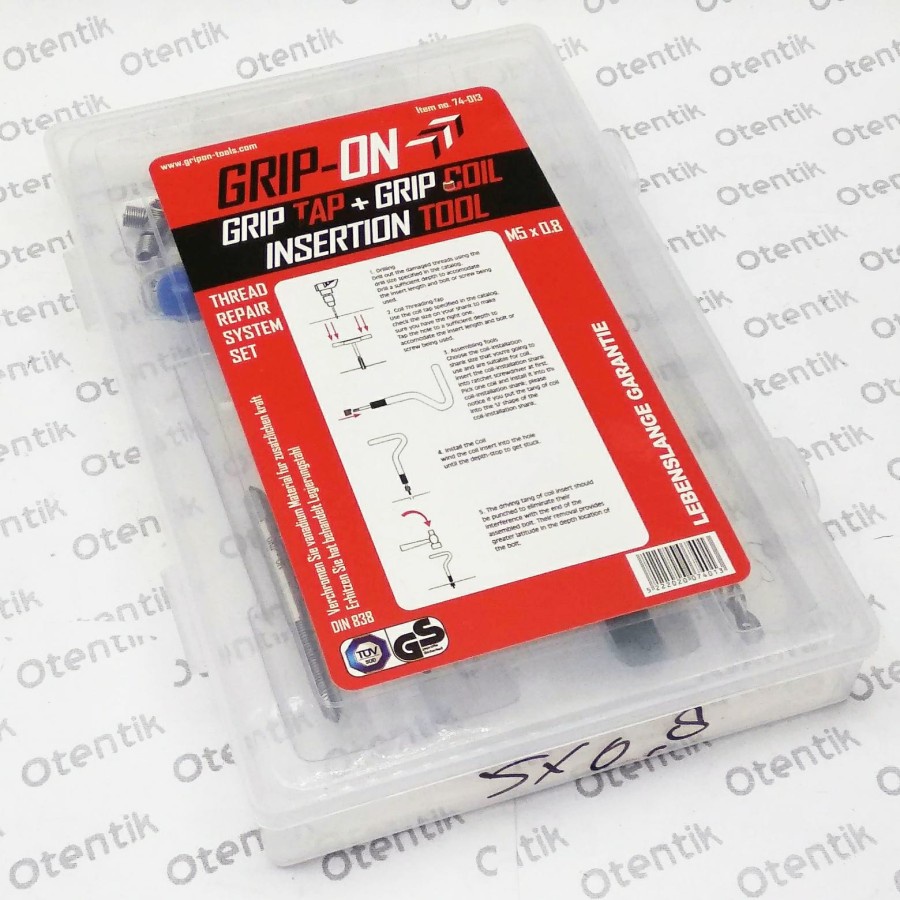 Item no. 74-013
www.gripon-tools.com
GRIP-ON
GRIP TAP + GRIP COIL
INSERTION TOOL
M5 x 0.8
THREAD
REPAIR
SYSTEM
SET
1. Drilling
Drill out the damaged threads using the
drill size specified in the catalog.
Drill a sufficient depth to accomodate
the insert length and bolt or screw being
used.
2. Coil Threading-Tap
Use the coil tap specified in the catalog,
check the size on your shank to make
sure you have the right one.
Tap the hole to a sufficient depth to
accomodate the insert length and bolt or
screw being used.
3. Assembling Tools
Choose the coil-installation
shank size that you're going to
use and are suitable for coil.
Insert the coil-installation shank
into ratchet screwdriver at first.
Pick one coil and install it into the
coil-installation shank, please
notice if you put the tang of coil
into the 'U' shape of the
coil-installation shank.
4. Install the Coil
wind the coil insert into the hole
until the depth-stop to get stuck.
5. The driving tang of coil insert should
be punched to eliminate their
interference with the end of the
assembled bolt. Their removal provides
greater latitude in the depth location of
the bolt.
Verchromen Sie vanadium Material fur zusatzlichen kraft
Erhitzen Sie hat behandelt Legierungstahl
DIN 838
TÜV
SÜD
GS
LEBENSLANGE GARANTIE
5 222020 074013
5x0,8
Otentik